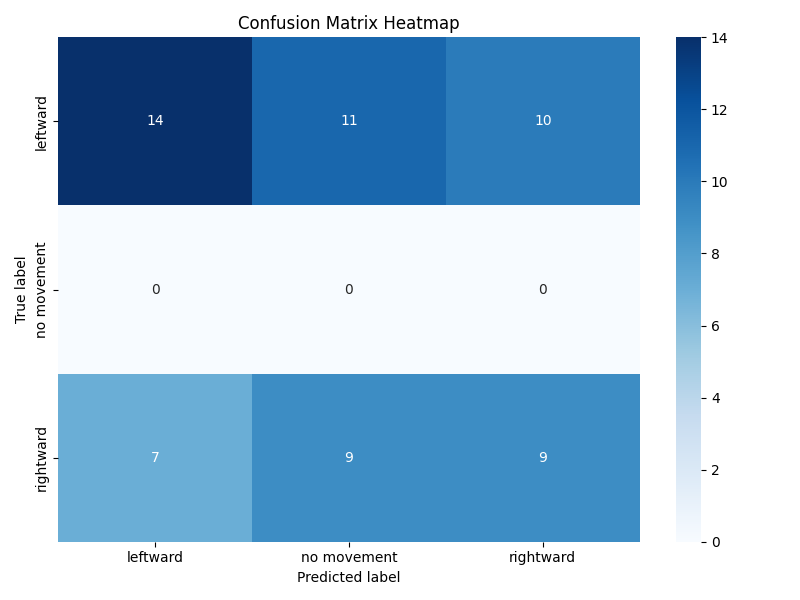 Confusion Matrix Heatmap
True label
leftward
no movement
rightward
14 11 10
0 0 0
7 9 9
leftward no movement rightward
Predicted label
14
12
10
8
6
4
2
0